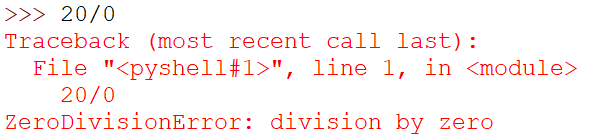 >>> 20/0
Traceback (most recent call last):
  File "<pyshell#1>", line 1, in <module>
    20/0
ZeroDivisionError: division by zero